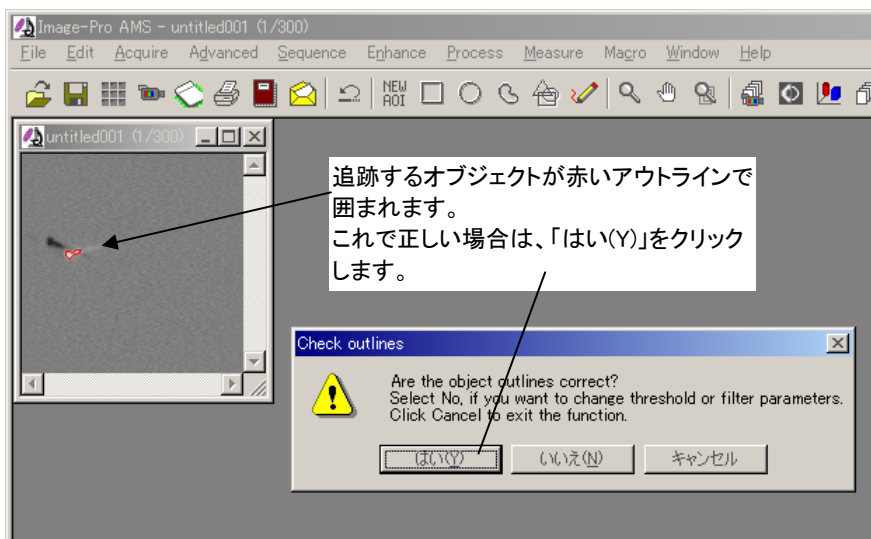 Image-Pro AMS - untitled001 (1/300)
File Edit Acquire Advanced Sequence Enhance Process Measure Macro Window Help
NEW
AOI
untitled001 (1/300)
追跡するオブジェクトが赤いアウトラインで
囲まれます。
これで正しい場合は、「はい(Y)」をクリック
します。
Check outlines
Are the object outlines correct?
Select No, if you want to change threshold or filter parameters.
Click Cancel to exit the function.
はい(Y) いいえ(N) キャンセル